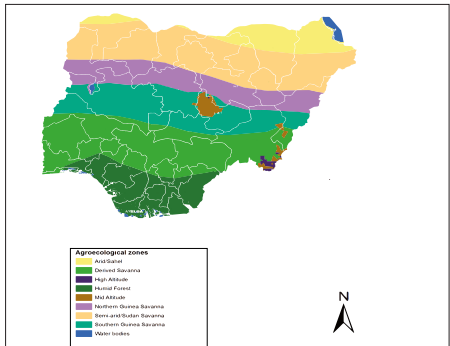 Agroecological zones
Arid/Sahel
Derived Savanna
High Altitude
Humid Forest
Mid Altitude
Northern Guinea Savanna
Semi-arid/Sudan Savanna
Southern Guinea Savanna
Water bodies
N